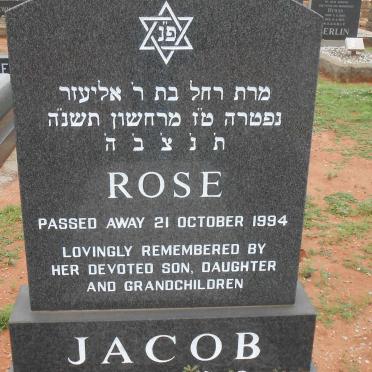 פ״נ
מרת רחל בת ר׳ אליעזר
נפטרה ט״ז מרחשון תשנ״ה
ת נ צ ב ה
ROSE
PASSED AWAY 21 OCTOBER 1994
LOVINGLY REMEMBERED BY
HER DEVOTED SON, DAUGHTER
AND GRANDCHILDREN
JACOB